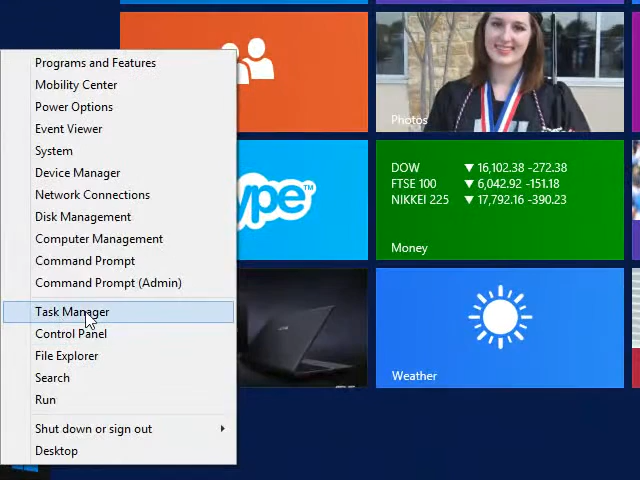 Programs and Features
Mobility Center
Power Options
Event Viewer
System
Device Manager
Network Connections
Disk Management
Computer Management
Command Prompt
Command Prompt (Admin)
Task Manager
Control Panel
File Explorer
Search
Run
Shut down or sign out
Desktop
ype™
Photos
DOW ▼ 16,102.38 -272.38
FTSE 100 ▼ 6,042.92 -151.18
NIKKEI 225 ▼ 17,792.16 -390.23
Money
Weather